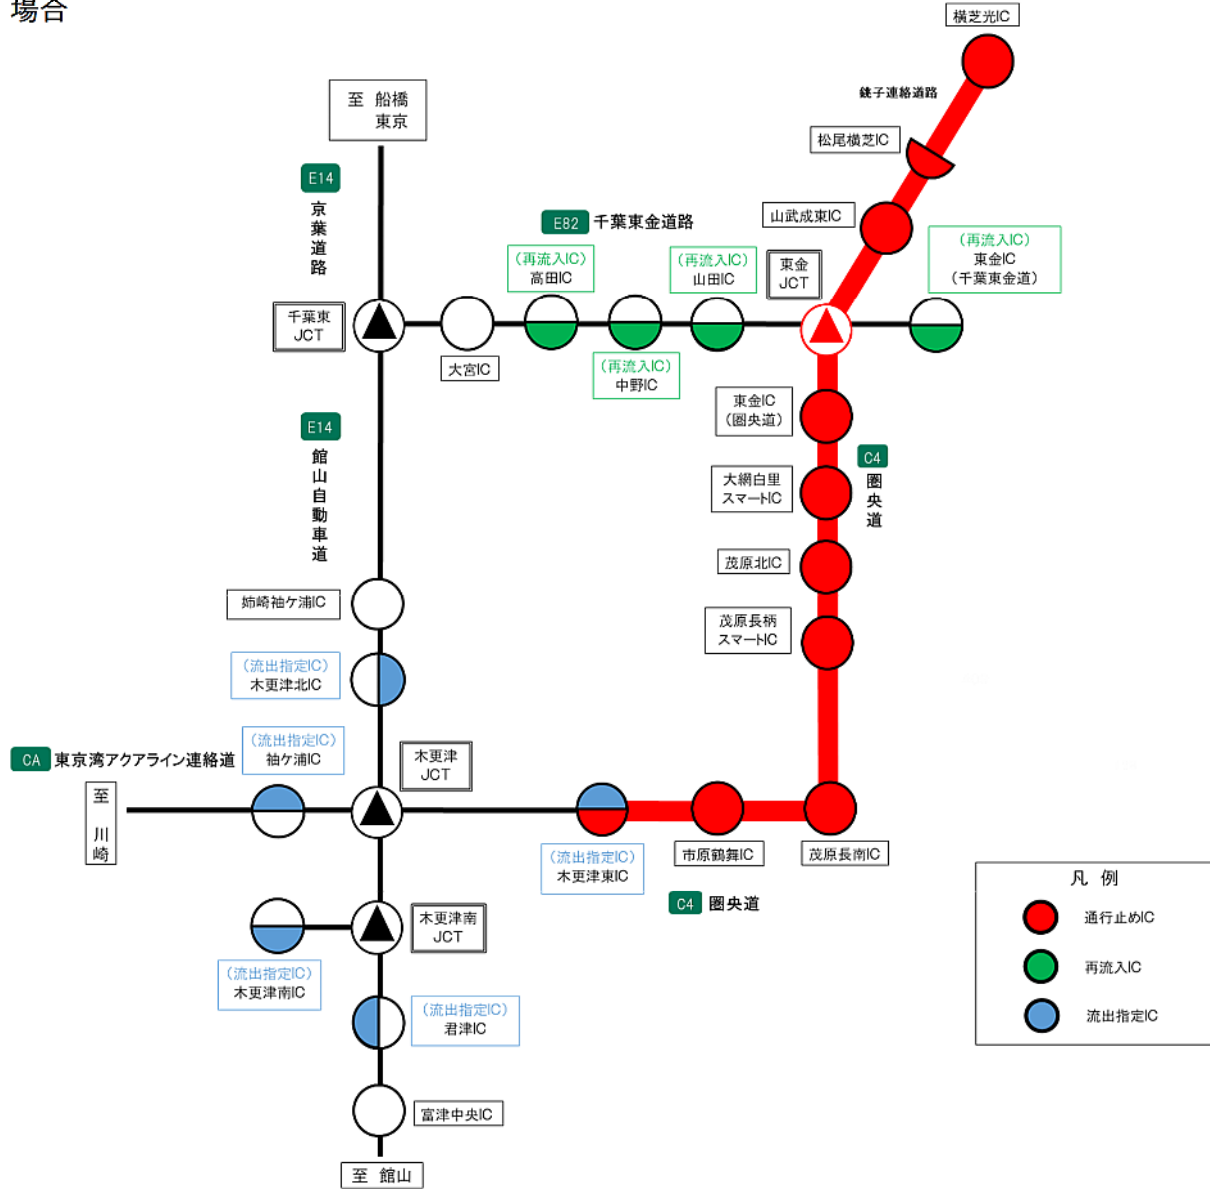 場合
横芝光IC
銚子連絡道路
至 船橋
東京
松尾横芝IC
E14
京葉道路
山武成東IC
E82 千葉東金道路
(再流入IC)
高田IC
(再流入IC)
山田IC
東金
JCT
(再流入IC)
東金IC
(千葉東金道)
千葉東
JCT
大宮IC
(再流入IC)
中野IC
東金IC
(圏央道)
E14
館山自動車道
C4
圏央道
大網白里
スマートIC
茂原北IC
姉崎袖ケ浦IC
茂原長柄
スマートIC
(流出指定IC)
木更津北IC
CA 東京湾アクアライン連絡道
(流出指定IC)
袖ケ浦IC
木更津
JCT
至 川崎
(流出指定IC)
木更津東IC
市原鶴舞IC
茂原長南IC
C4 圏央道
木更津南
JCT
(流出指定IC)
木更津南IC
(流出指定IC)
君津IC
富津中央IC
至 館山
凡 例
通行止めIC
再流入IC
流出指定IC